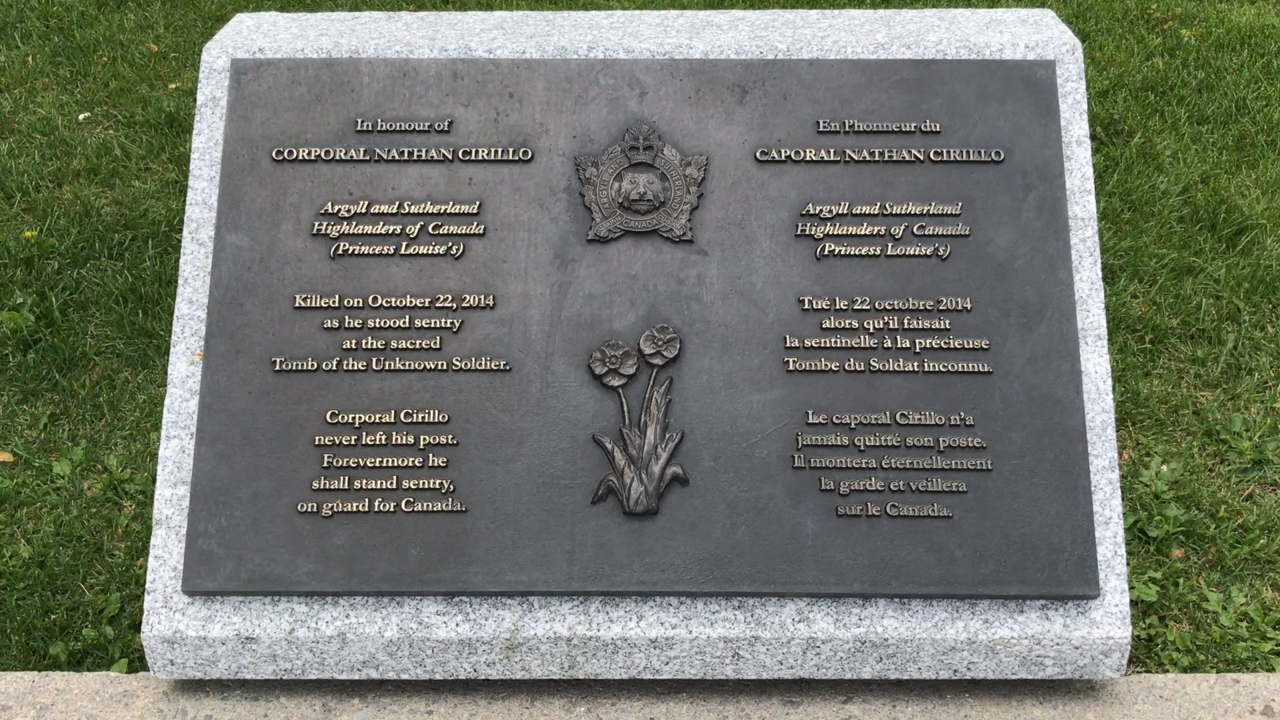 In honour of
CORPORAL NATHAN CIRILLO
Argyll and Sutherland
Highlanders of Canada
(Princess Louise's)
Killed on October 22, 2014
as he stood sentry
at the sacred
Tomb of the Unknown Soldier.
Corporal Cirillo
never left his post.
Forevermore he
shall stand sentry,
on guard for Canada.
ARGYLL AND SUTHERLAND
CANADA
En l'honneur du
CAPORAL NATHAN CIRILLO
Argyll and Sutherland
Highlanders of Canada
(Princess Louise's)
Tué le 22 octobre 2014
alors qu'il faisait
la sentinelle à la précieuse
Tombe du Soldat inconnu.
Le caporal Cirillo n'a
jamais quitté son poste.
Il montera éternellement
la garde et veillera
sur le Canada.